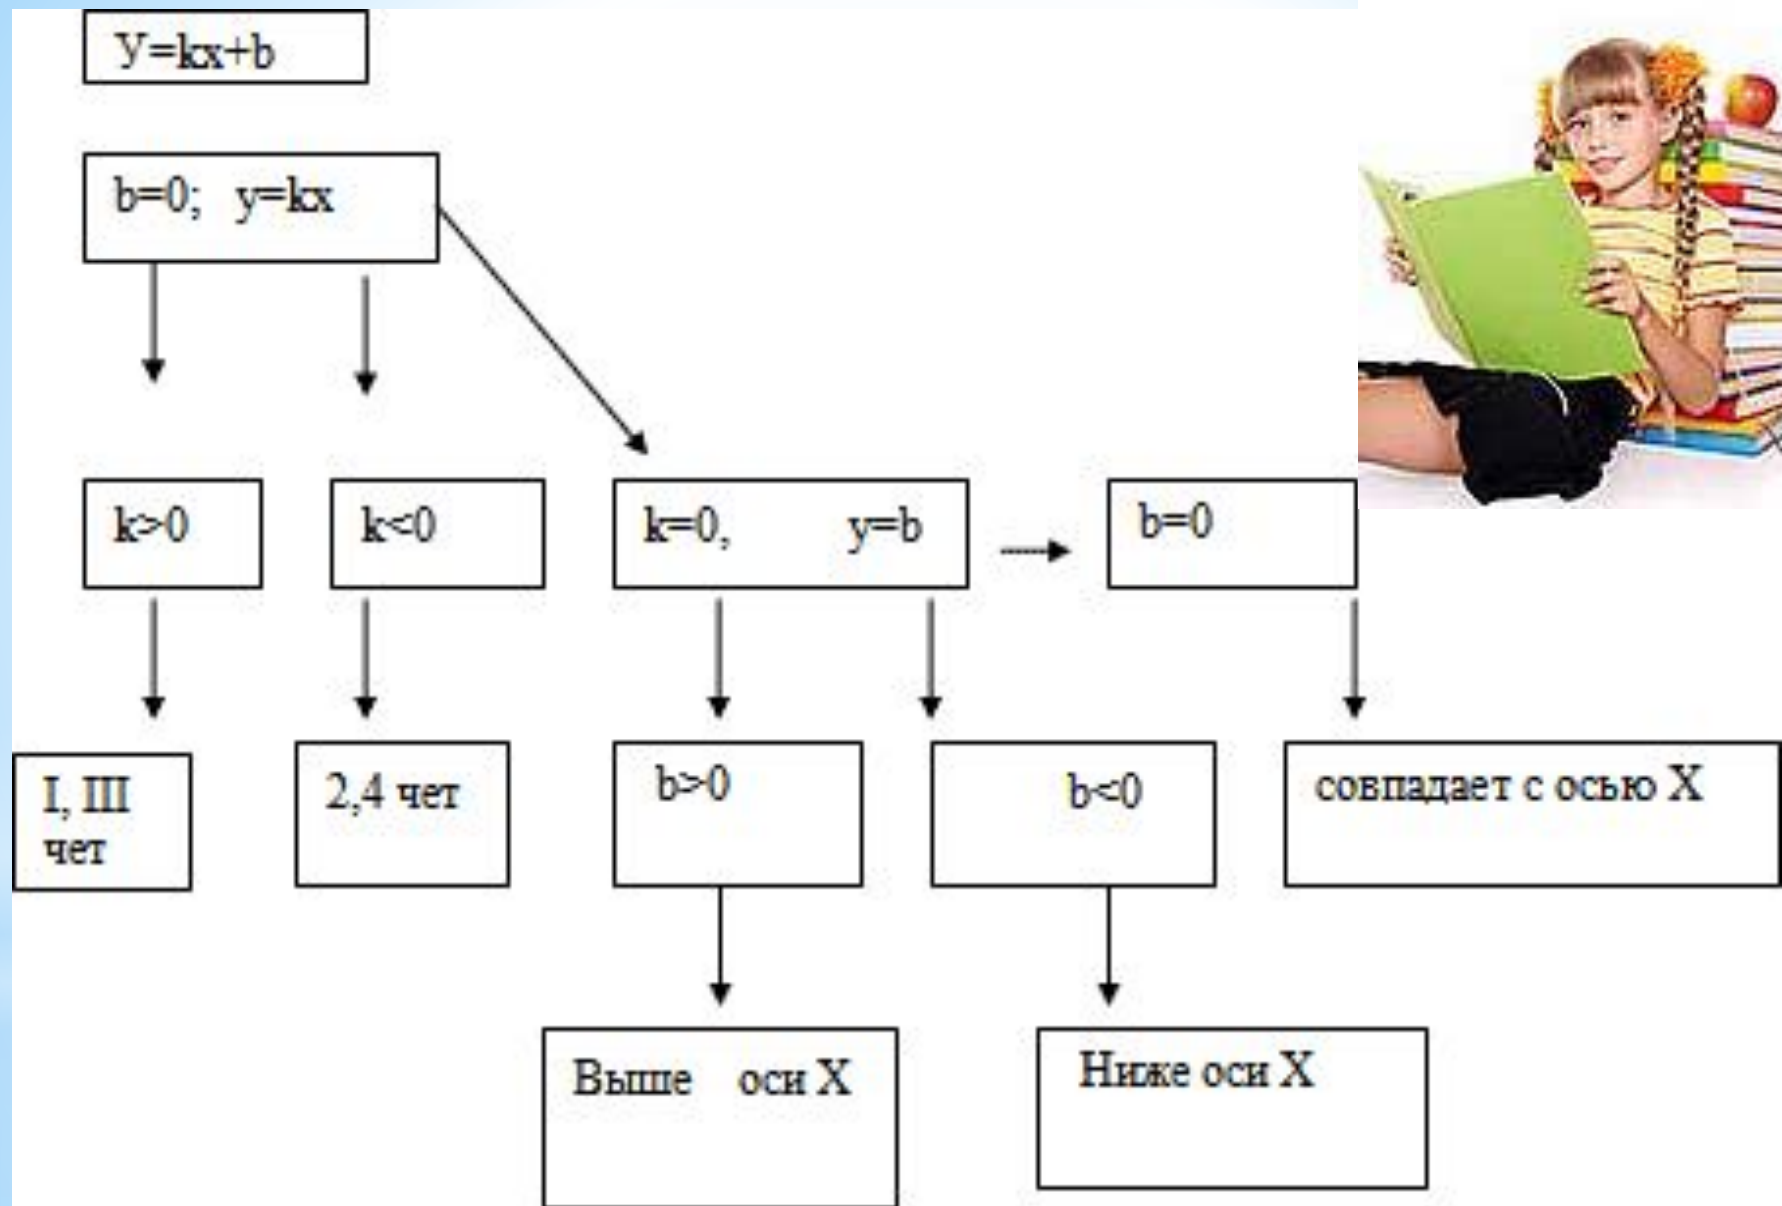 У=kx+b
b=0; y=kx
k>0
k<0
k=0, y=b
b=0
I, III
чет
2,4 чет
b>0
b<0
совпадает с осью X
Выше оси X
Ниже оси X